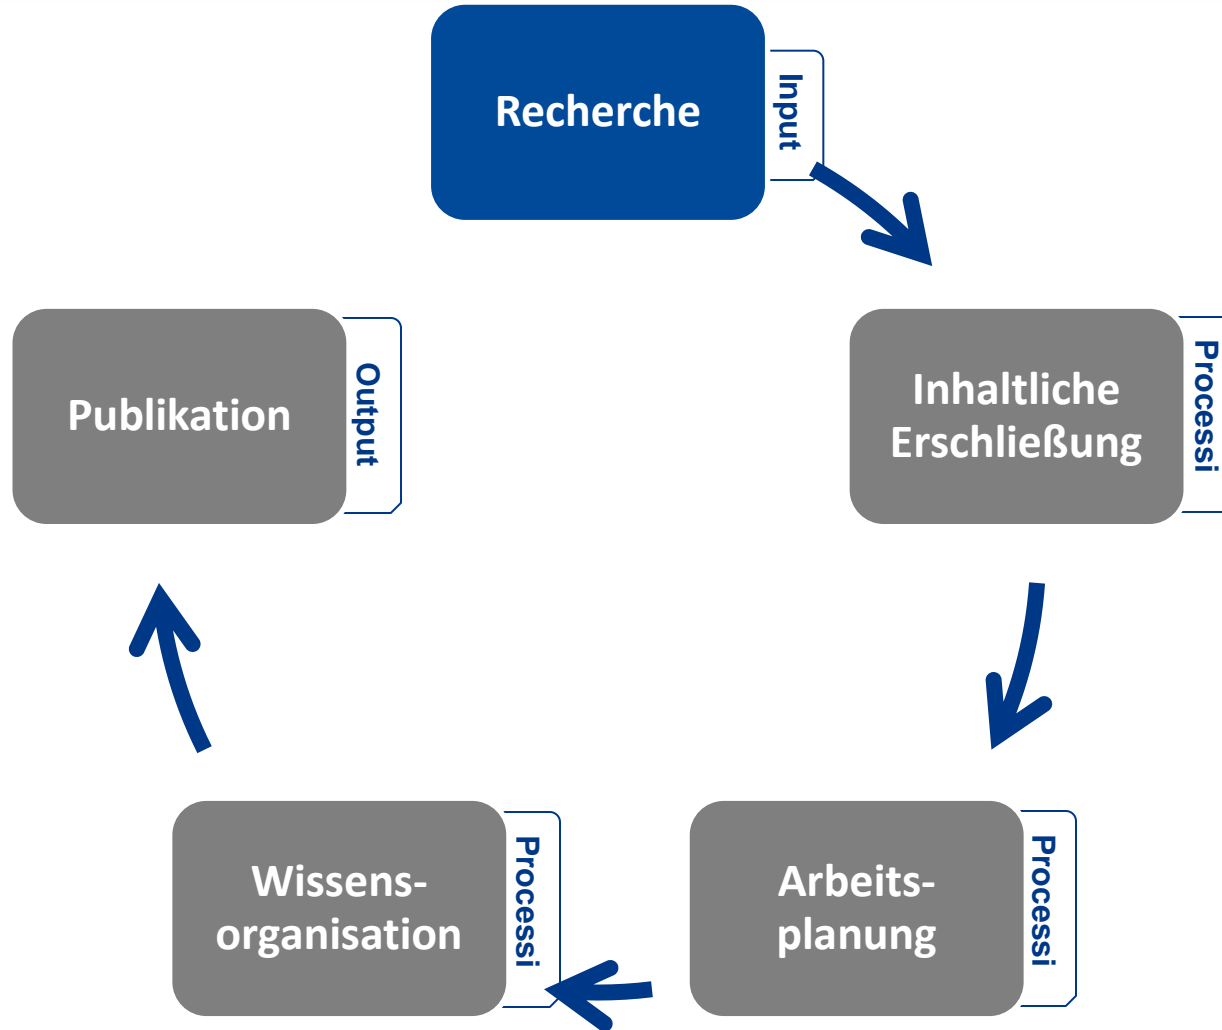 Recherche
Input
Inhaltliche
Erschließung
Processi
Arbeits-
planung
Processi
Wissens-
organisation
Processi
Publikation
Output